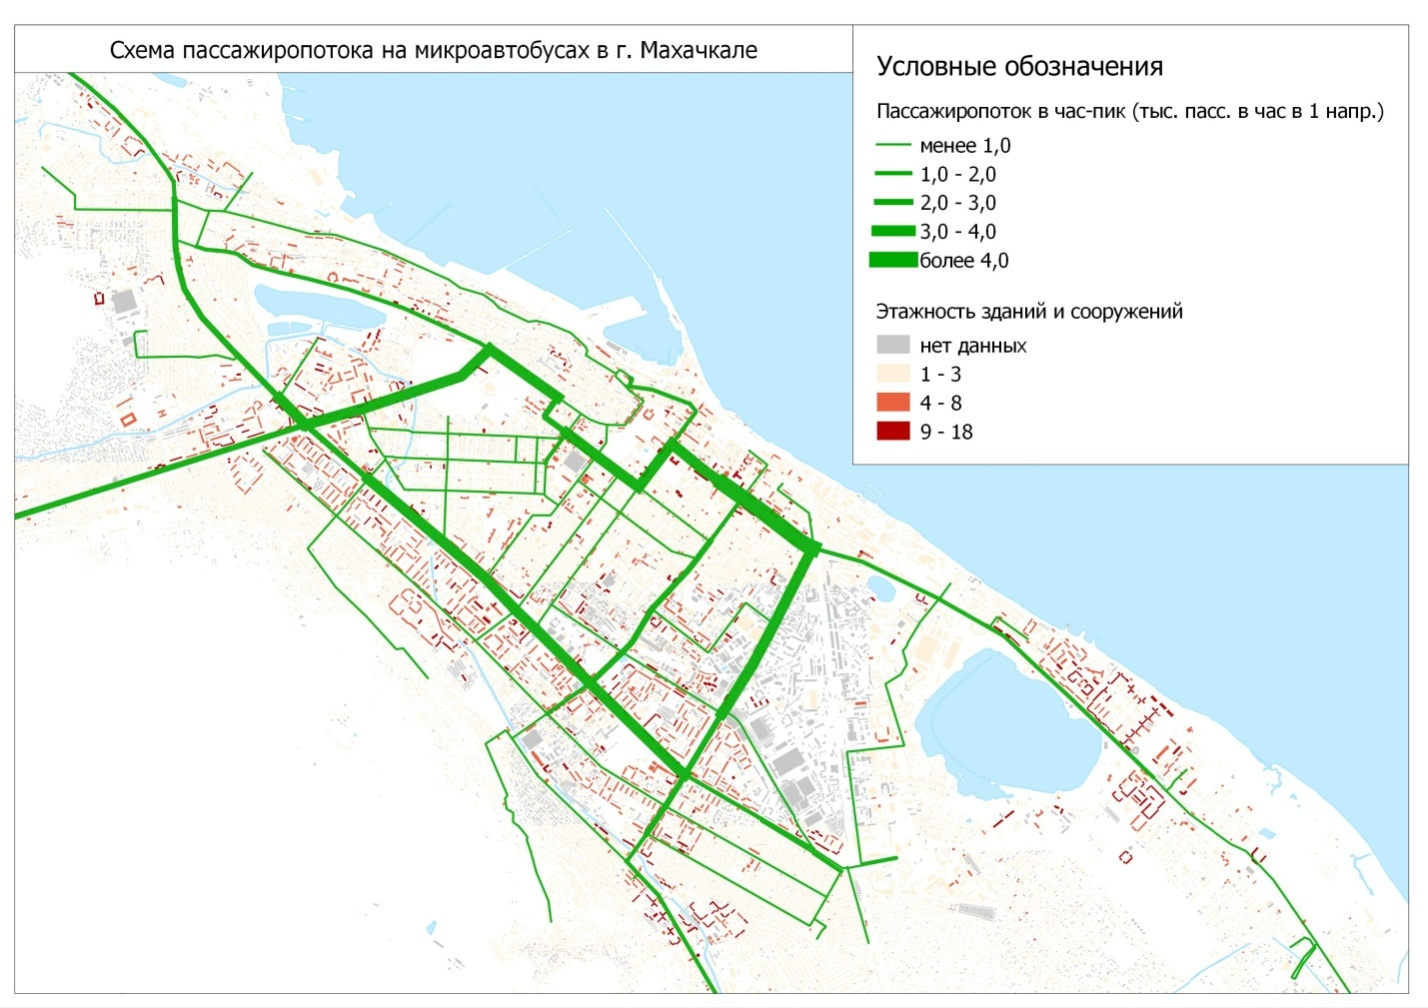 Схема пассажиропотока на микроавтобусах в г. Махачкале
Условные обозначения
Пассажиропоток в час-пик (тыс. пасс. в час в 1 напр.)
менее 1,0
1,0 - 2,0
2,0 - 3,0
3,0 - 4,0
более 4,0
Этажность зданий и сооружений
нет данных
1 - 3
4 - 8
9 - 18